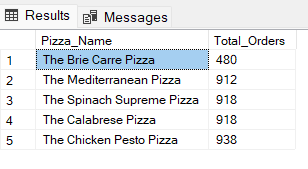 Results Messages
Pizza_Name Total_Orders
1 The Brie Carre Pizza 480
2 The Mediterranean Pizza 912
3 The Spinach Supreme Pizza 918
4 The Calabrese Pizza 918
5 The Chicken Pesto Pizza 938